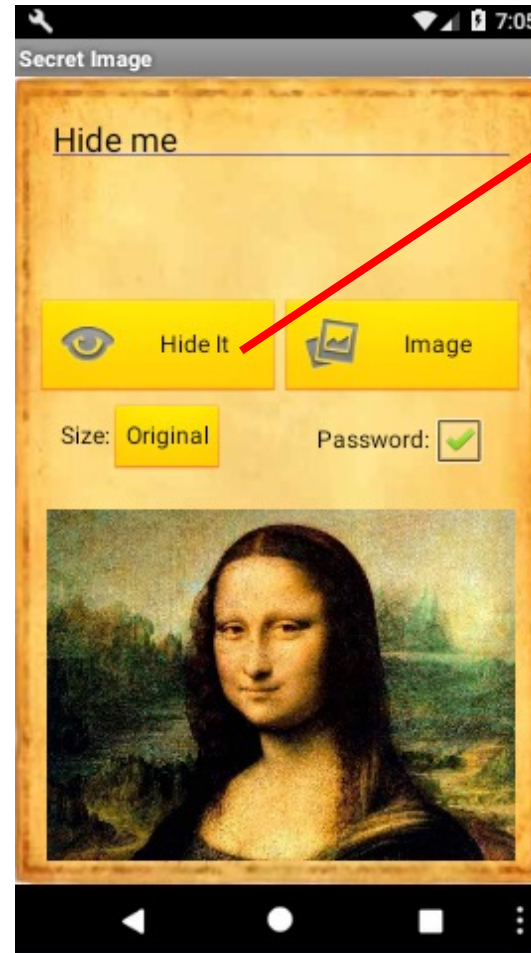 7:05
Secret Image
Hide me
Hide It
Image
Size: Original
Password: